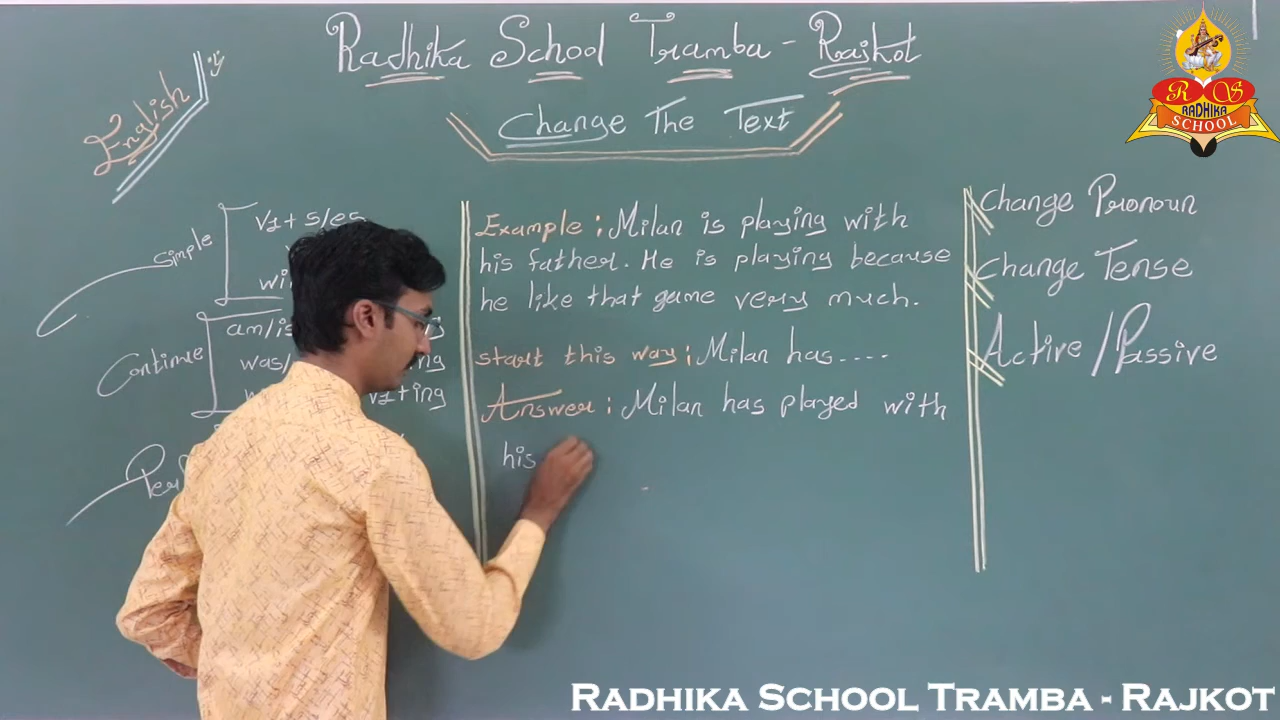 Radhika School Tramba - Rajkot
Change The Text
English
RS
RADHIKA
SCHOOL
simple
V1 + s/es
Continue
am/is
was/
ing
V1+ing
Per
Example : Milan is playing with
his father. He is playing because
he like that game very much.
start this way : Milan has....
Answer : Milan has played with
his
Change Pronoun
Change Tense
Active / Passive
RADHIKA SCHOOL TRAMBA - RAJKOT